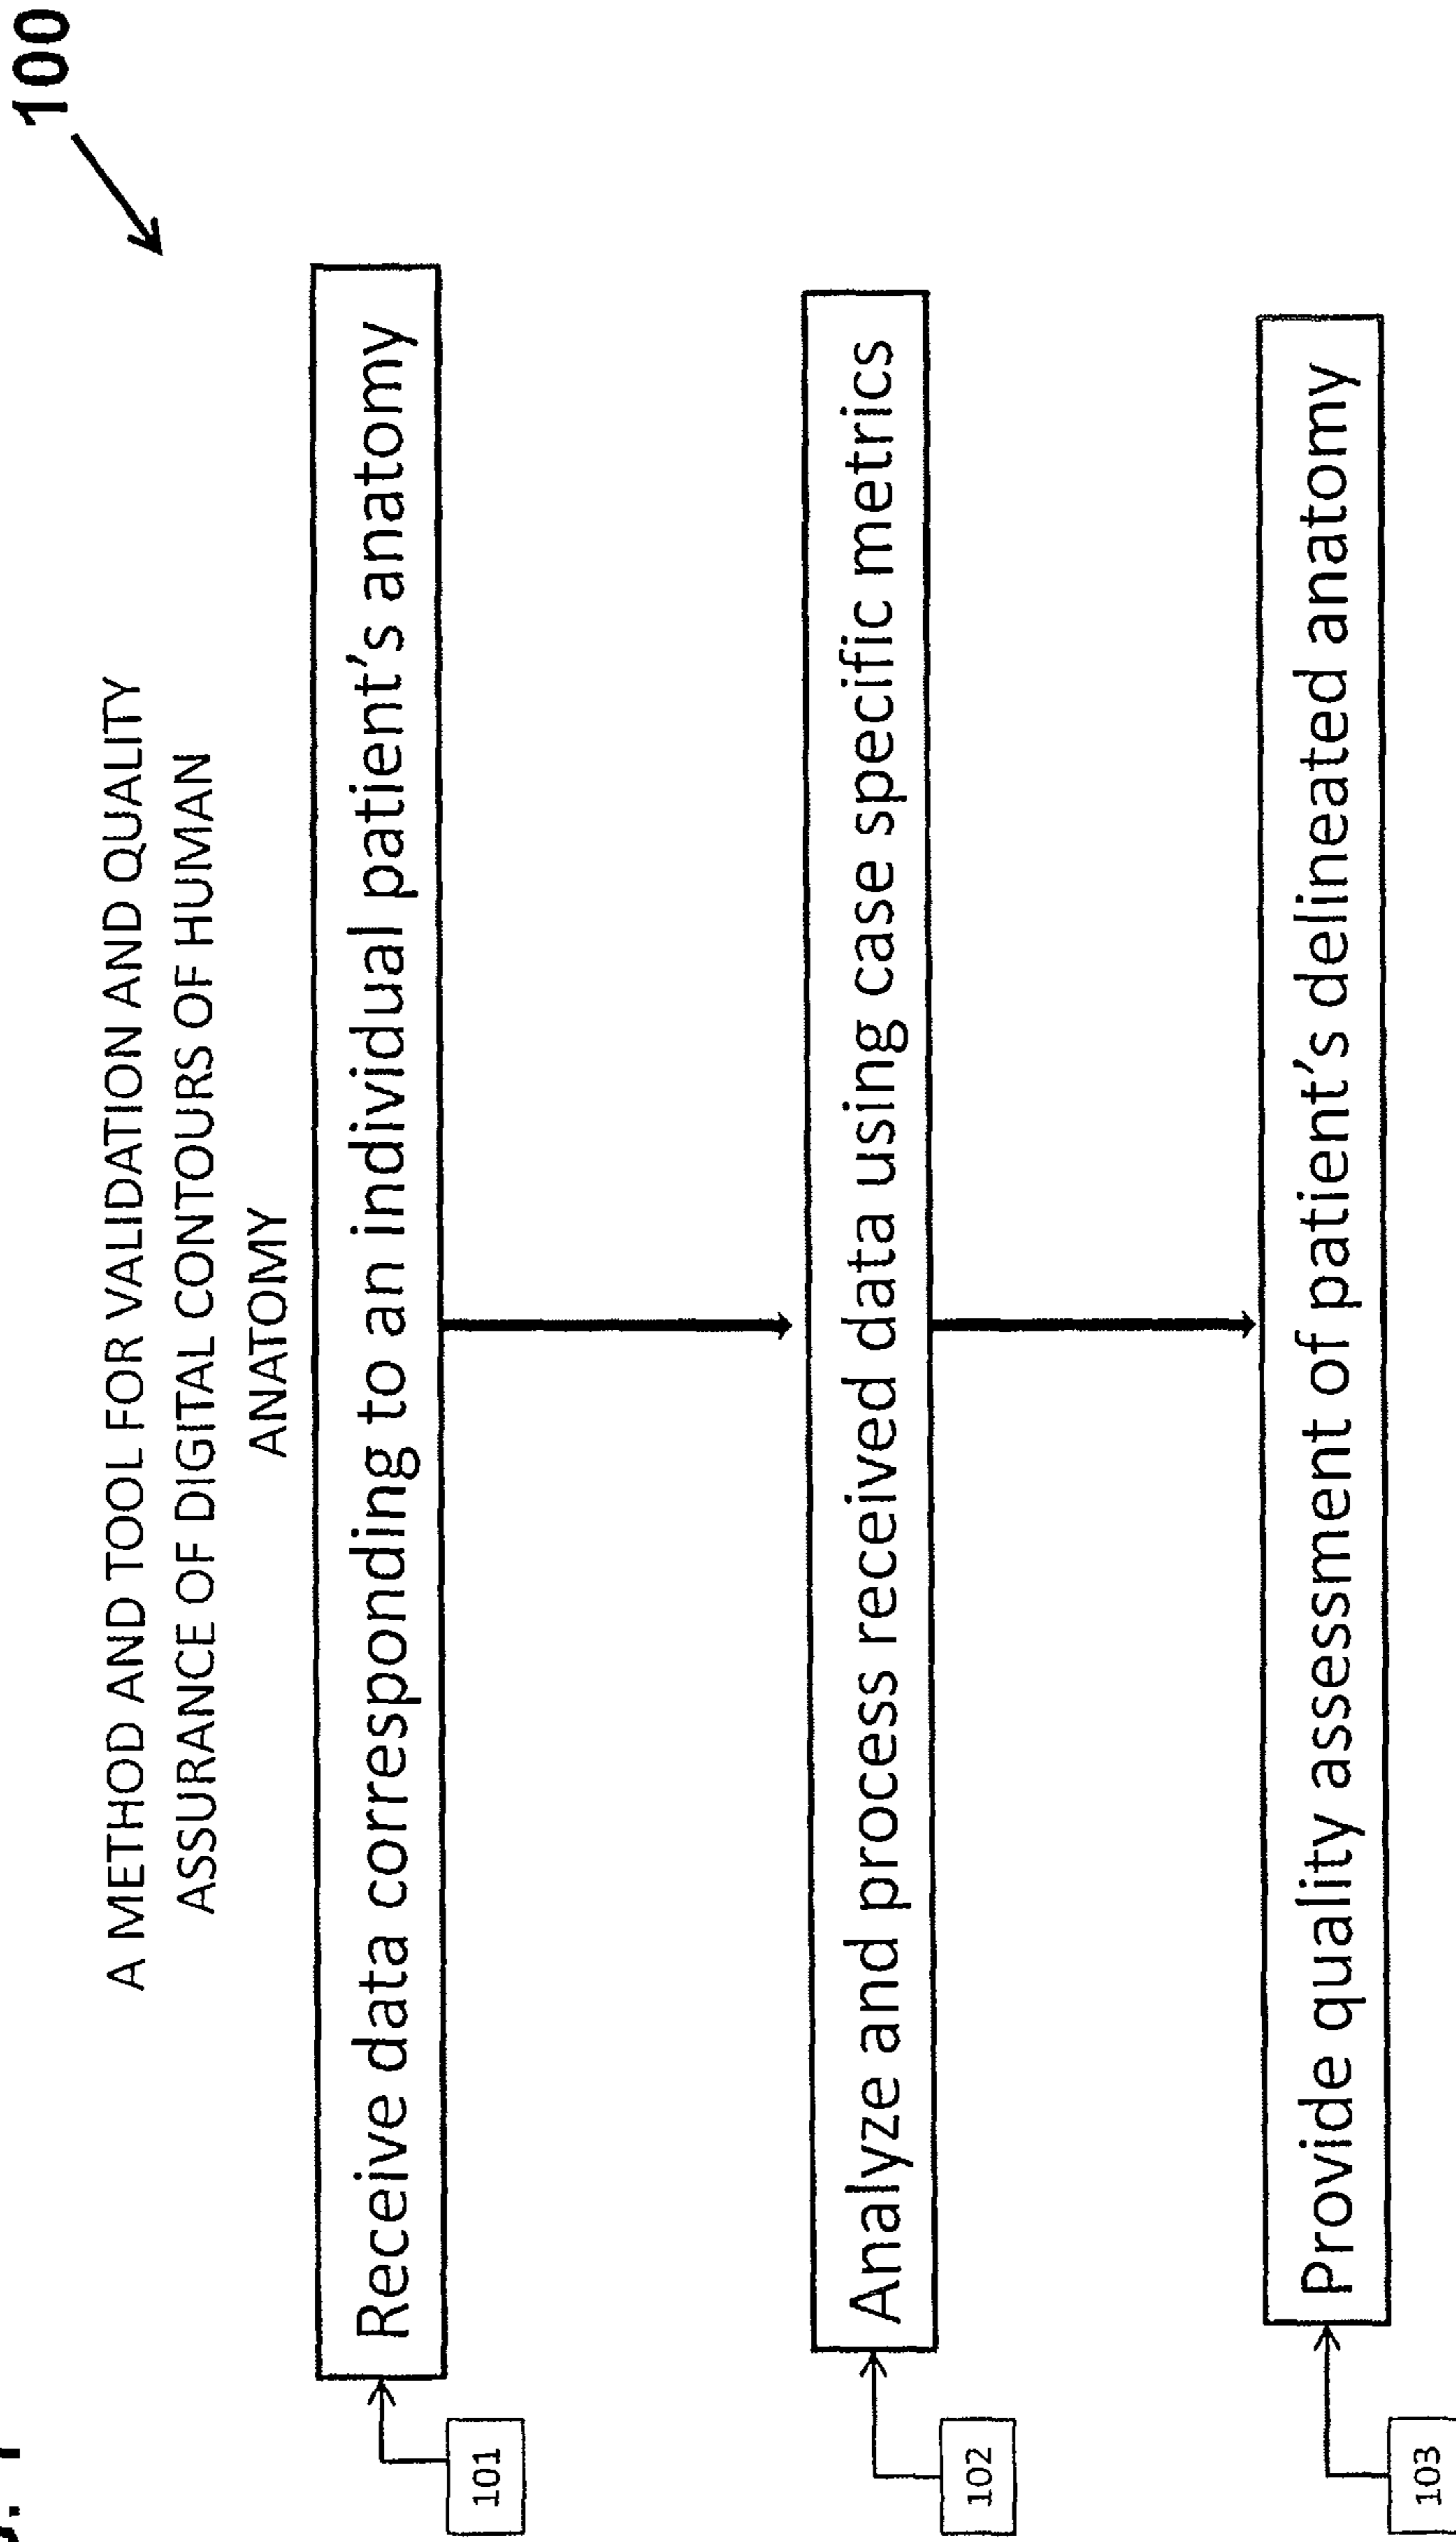 100
A METHOD AND TOOL FOR VALIDATION AND QUALITY
ASSURANCE OF DIGITAL CONTOURS OF HUMAN
ANATOMY
Receive data corresponding to an individual patient's anatomy
101
Analyze and process received data using case specific metrics
102
Provide quality assessment of patient's delineated anatomy
103